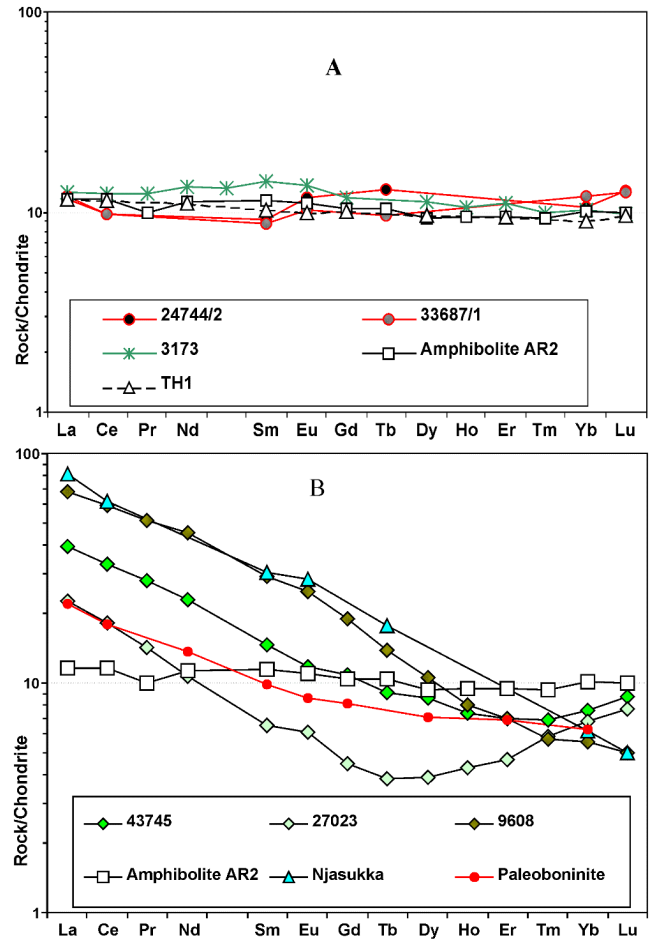 100
A
10
Rock/Chondrite
24744/2 33687/1
3173 Amphibolite AR2
TH1
1
La Ce Pr Nd Sm Eu Gd Tb Dy Ho Er Tm Yb Lu
100
B
10
Rock/Chondrite
43745 27023 9608
Amphibolite AR2 Njasukka Paleoboninite
1
La Ce Pr Nd Sm Eu Gd Tb Dy Ho Er Tm Yb Lu